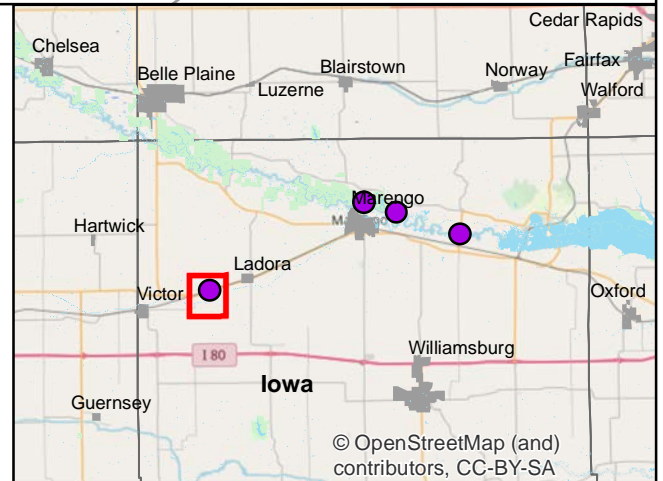 Cedar Rapids
Chelsea
Fairfax
Blairstown
Norway
Belle Plaine
Luzerne
Walford
Marengo
Hartwick
Ladora
Victor
Oxford
I 80
Williamsburg
Iowa
Guernsey
© OpenStreetMap (and)
contributors, CC-BY-SA